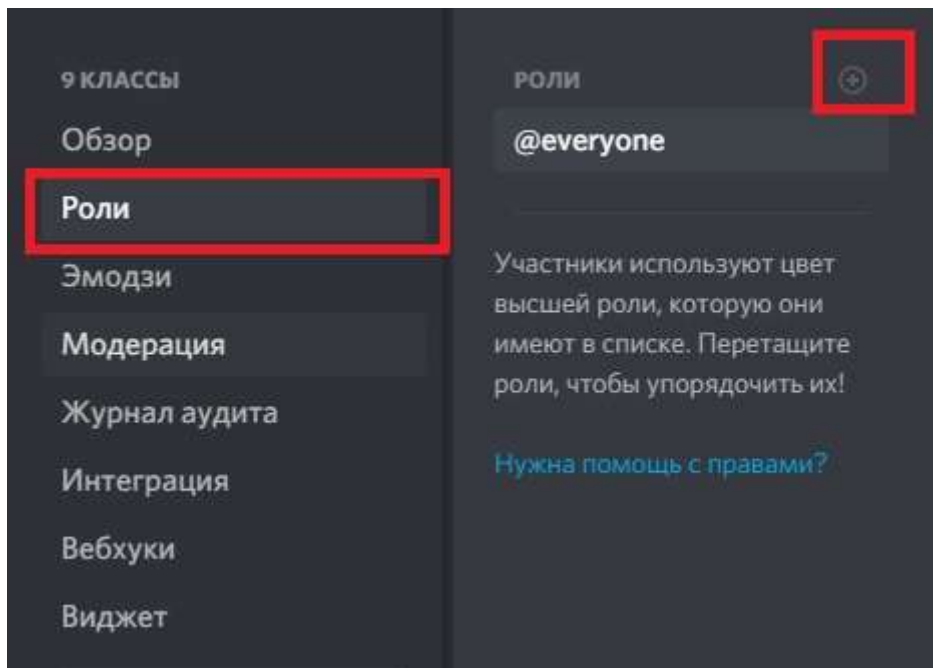 9 КЛАССЫ
Обзор
Роли
Эмодзи
Модерация
Журнал аудита
Интеграция
Вебхуки
Виджет
РОЛИ
@everyone
Участники используют цвет
высшей роли, которую они
имеют в списке. Перетащите
роли, чтобы упорядочить их!
Нужна помощь с правами?